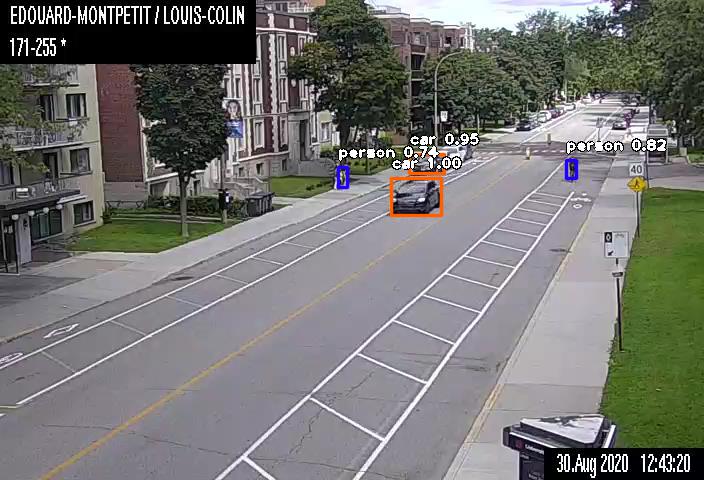 EDOUARD-MONTPETIT / LOUIS-COLIN
171-255 *
car 0.95
person 0.74
car 1.00
person 0.82
40
30.Aug 2020 12:43:20